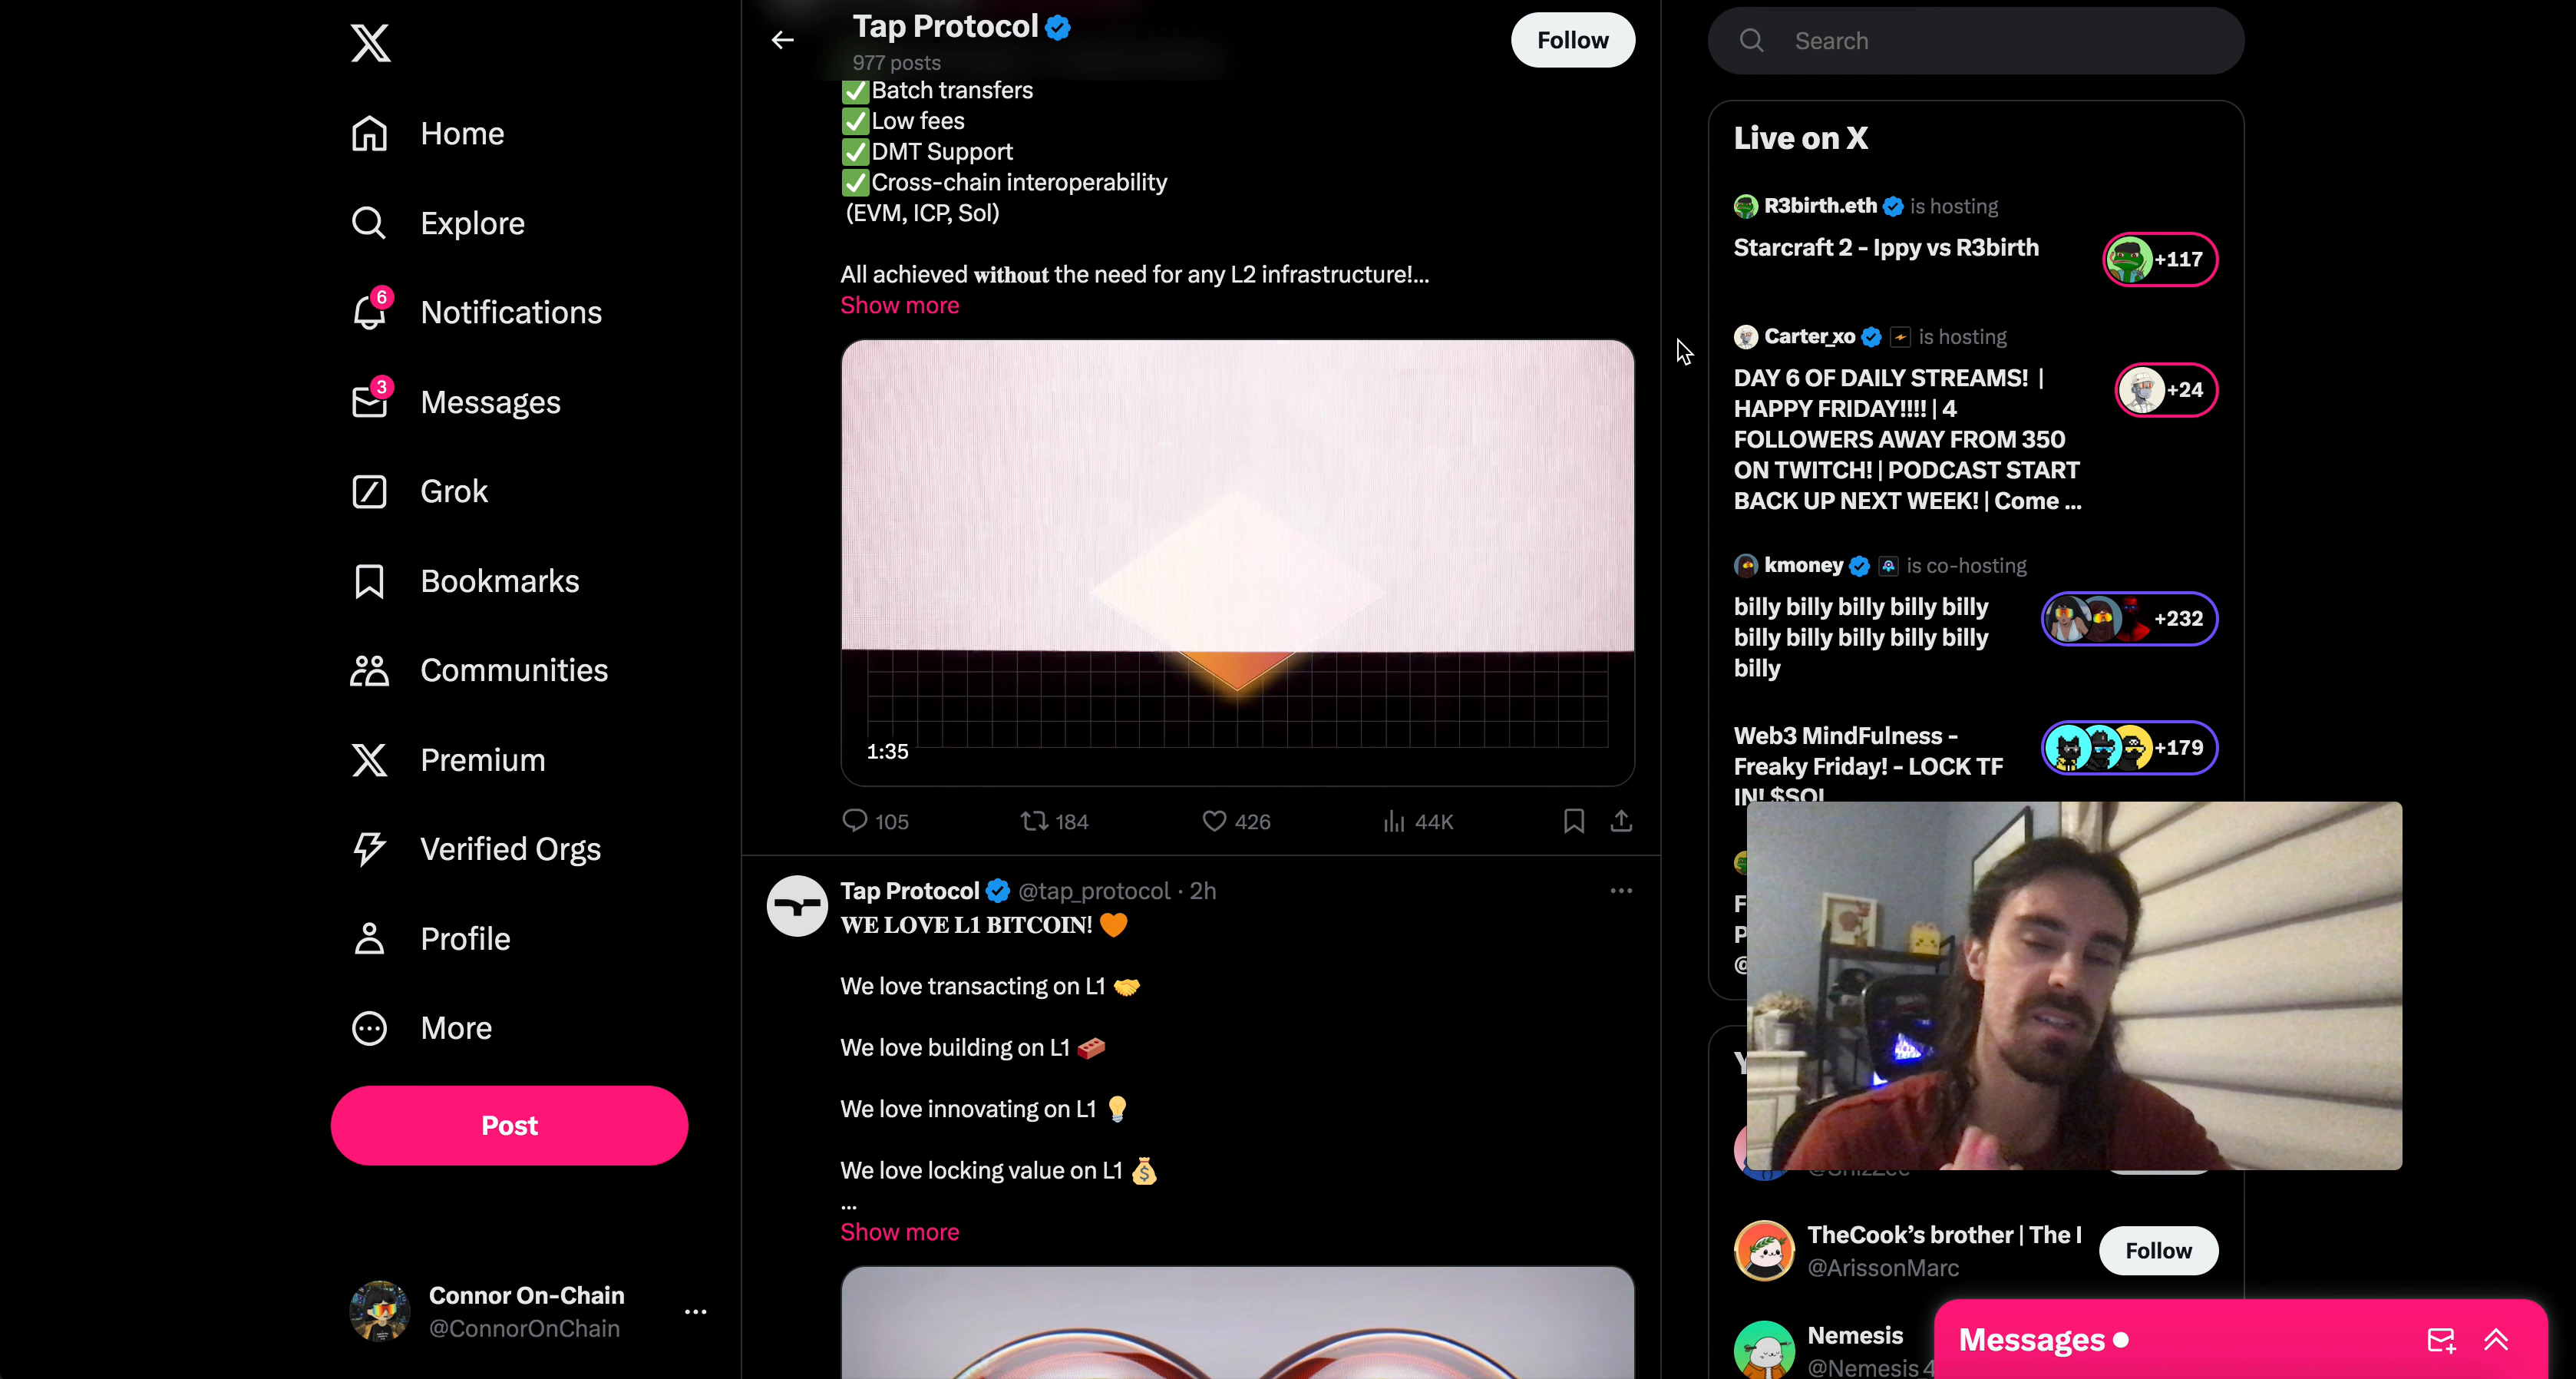 Home
Explore
6
Notifications
3
Messages
Grok
Bookmarks
Communities
Premium
Verified Orgs
Profile
More
Post
Connor On-Chain
@ConnorOnChain
Tap Protocol
977 posts
Follow
✅Batch transfers
✅Low fees
✅DMT Support
✅Cross-chain interoperability
(EVM, ICP, Sol)
All achieved 𝐰𝐢𝐭𝐡𝐨𝐮𝐭 the need for any L2 infrastructure!...
Show more
1:35
105
184
426
44K
Tap Protocol @tap_protocol · 2h
𝐖𝐄 𝐋𝐎𝐕𝐄 𝐋𝟏 𝐁𝐈𝐓𝐂𝐎𝐈𝐍! 🧡
We love transacting on L1 🤝
We love building on L1 🧱
We love innovating on L1 💡
We love locking value on L1 💰
...
Show more
Search
Live on X
R3birth.eth is hosting
Starcraft 2 - Ippy vs R3birth
+117
Carter_xo is hosting
DAY 6 OF DAILY STREAMS! |
HAPPY FRIDAY!!!! | 4
FOLLOWERS AWAY FROM 350
ON TWITCH! | PODCAST START
BACK UP NEXT WEEK! | Come ...
+24
kmoney is co-hosting
billy billy billy billy billy
billy billy billy billy billy
billy
+232
Web3 MindFulness -
Freaky Friday! - LOCK TF
IN! $SOL
+179
F
P
@
Y
TheCook's brother | The I
@ArissonMarc
Follow
Nemesis
@Nemesis4
Messages